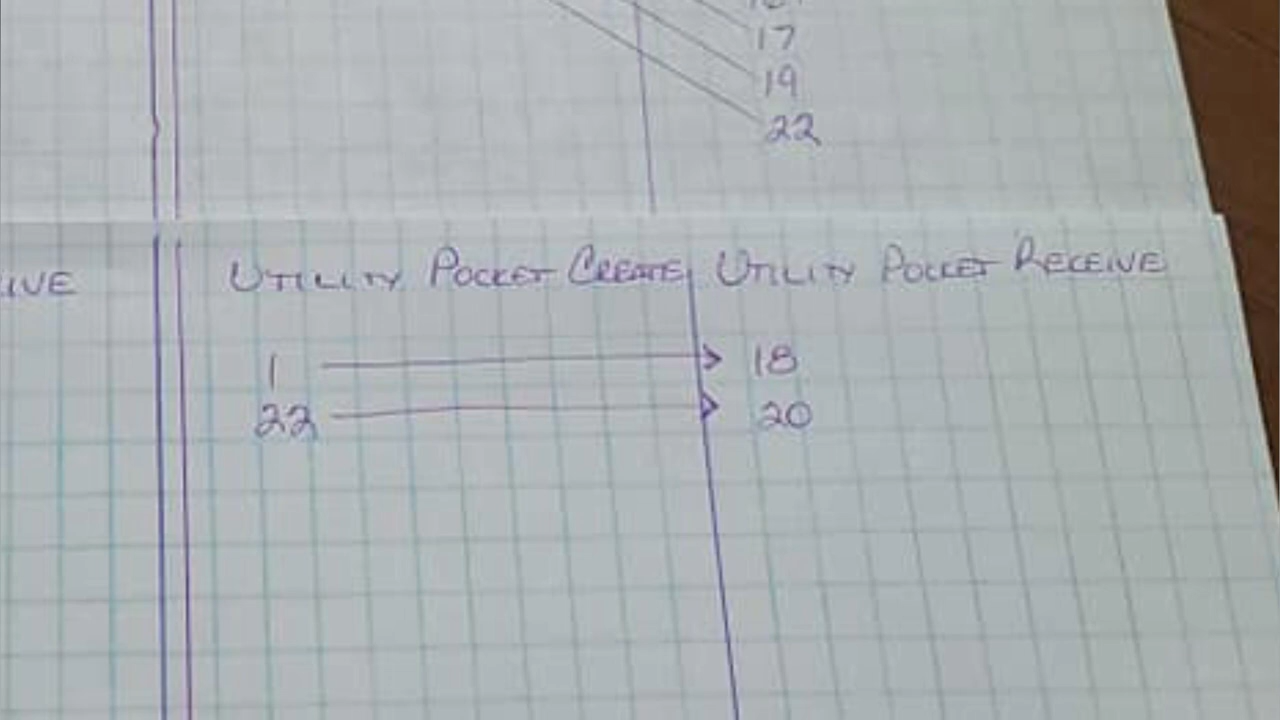 17
19
22
IVE
UTILITY POCKET CREATE UTILITY POCKET RECEIVE
1 → 18
22 → 20